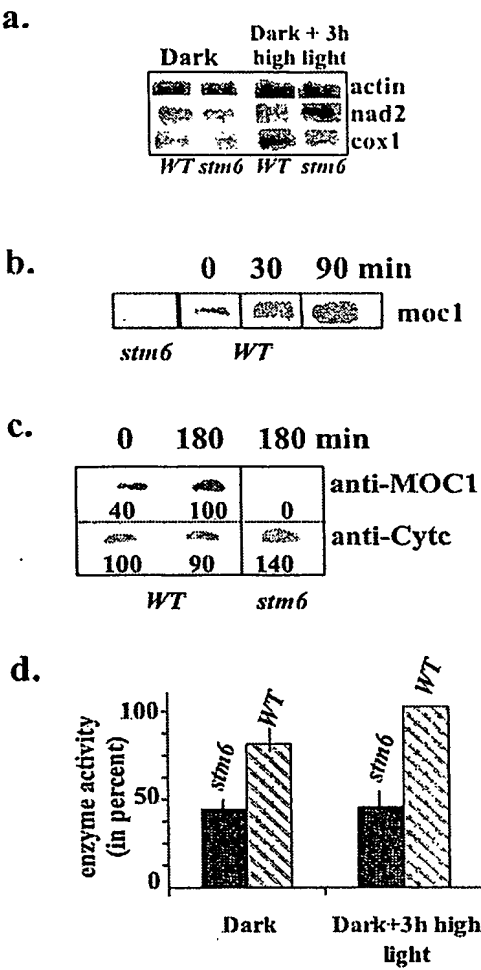 a.
Dark
Dark + 3h
high light
actin
nad2
cox1
WT stm6 WT stm6
b.
0 30 90 min
moc1
stm6 WT
c.
0 180 180 min
anti-MOC1
40 100 0
anti-Cytc
100 90 140
WT stm6
d.
enzyme activity
(in percent)
100
50
0
stm6
WT
stm6
WT
Dark
Dark+3h high
light